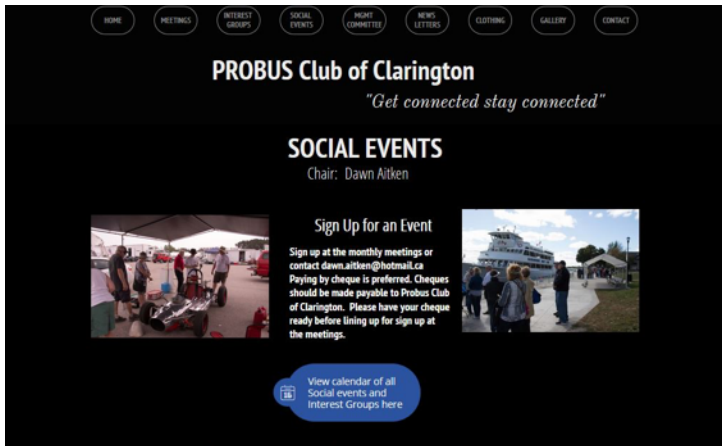 HOME
MEETINGS
INTEREST
GROUPS
SOCIAL
EVENTS
MGMT
COMMITTEE
NEWS
LETTERS
CLOTHING
GALLERY
CONTACT
PROBUS Club of Clarington
"Get connected stay connected"
SOCIAL EVENTS
Chair: Dawn Aitken
Sign Up for an Event
Sign up at the monthly meetings or
contact dawn.aitken@hotmail.ca
Paying by cheque is preferred. Cheques
should be made payable to Probus Club
of Clarington. Please have your cheque
ready before lining up for sign up at
the meetings.
16
View calendar of all
Social events and
Interest Groups here